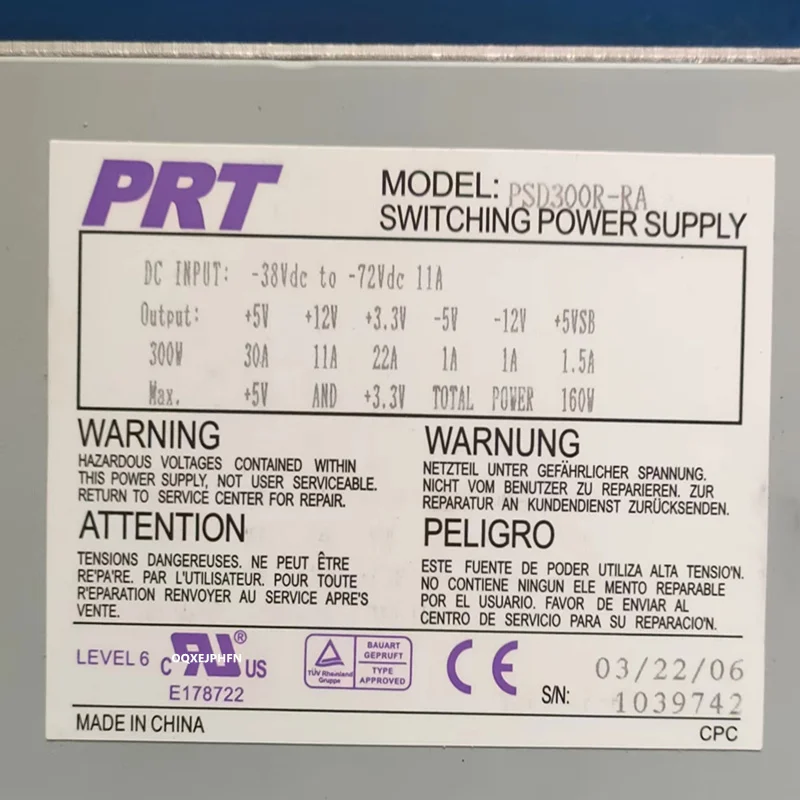 PRT
MODEL: PSD300R-RA
SWITCHING POWER SUPPLY
DC INPUT: -38Vdc to -72Vdc 11A
Output: +5V +12V +3.3V -5V -12V +5VSB
300W 30A 11A 22A 1A 1A 1.5A
Max. +5V AND +3.3V TOTAL POWER 160W
WARNING
HAZARDOUS VOLTAGES CONTAINED WITHIN
THIS POWER SUPPLY, NOT USER SERVICEABLE.
RETURN TO SERVICE CENTER FOR REPAIR.
WARNUNG
NETZTEIL UNTER GEFÄHRLICHER SPANNUNG.
NICHT VOM BENUTZER ZU REPARIEREN. ZUR
REPARATUR AN KUNDENDIENST ZURÜCKSENDEN.
ATTENTION
TENSIONS DANGEREUSES. NE PEUT ÊTRE
RE'PA'RE. PAR L'UTILISATEUR. POUR TOUTE
R'EPARATION RENVOYER AU SERVICE APRE'S
VENTE.
PELIGRO
ESTE FUENTE DE PODER UTILIZA ALTA TENSIO'N.
NO CONTIENE NINGUN ELE MENTO REPARABLE
POR EL USUARIO. FAVOR DE ENVIAR AL
CENTRO DE SERVICIO PARA SU REPARACIO'N.
LEVEL 6
c UR® US
OQXEJPHFN
E178722
TÜVRheinland
Gruppe
BAUART
GEPRUFT
TYPE
APPROVED
CE
03/22/06
S/N: 1039742
MADE IN CHINA
CPC